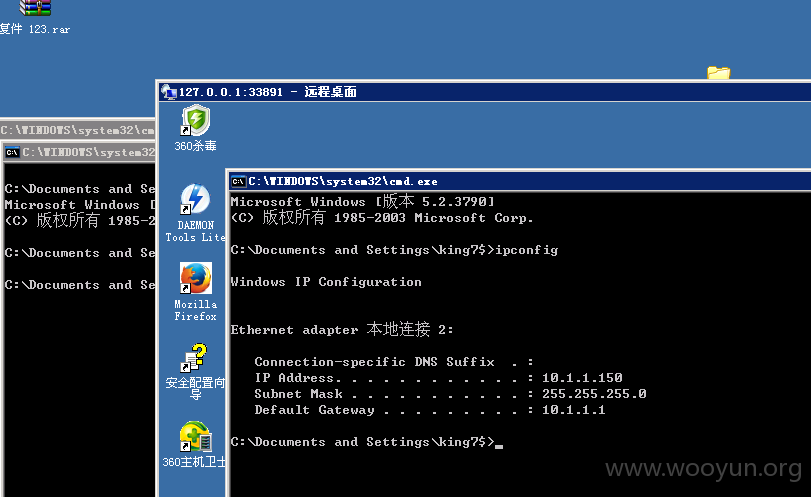 复件 123.rar
127.0.0.1:33891 - 远程桌面
C:\WINDOWS\system32\cm
C:\WINDOWS\system32
C:\Documents and Se
Microsoft Windows [
(C) 版权所有 1985-2
C:\Documents and Se
C:\Documents and Se
360杀毒
DAEMON
Tools Lite
Mozilla
Firefox
安全配置向
导
360主机卫士
C:\WINDOWS\system32\cmd.exe
Microsoft Windows [版本 5.2.3790]
(C) 版权所有 1985-2003 Microsoft Corp.
C:\Documents and Settings\king7$>ipconfig
Windows IP Configuration
Ethernet adapter 本地连接 2:
Connection-specific DNS Suffix  . :
IP Address. . . . . . . . . . . . : 10.1.1.150
Subnet Mask . . . . . . . . . . . : 255.255.255.0
Default Gateway . . . . . . . . . : 10.1.1.1
C:\Documents and Settings\king7$>_
www.wooyun.org